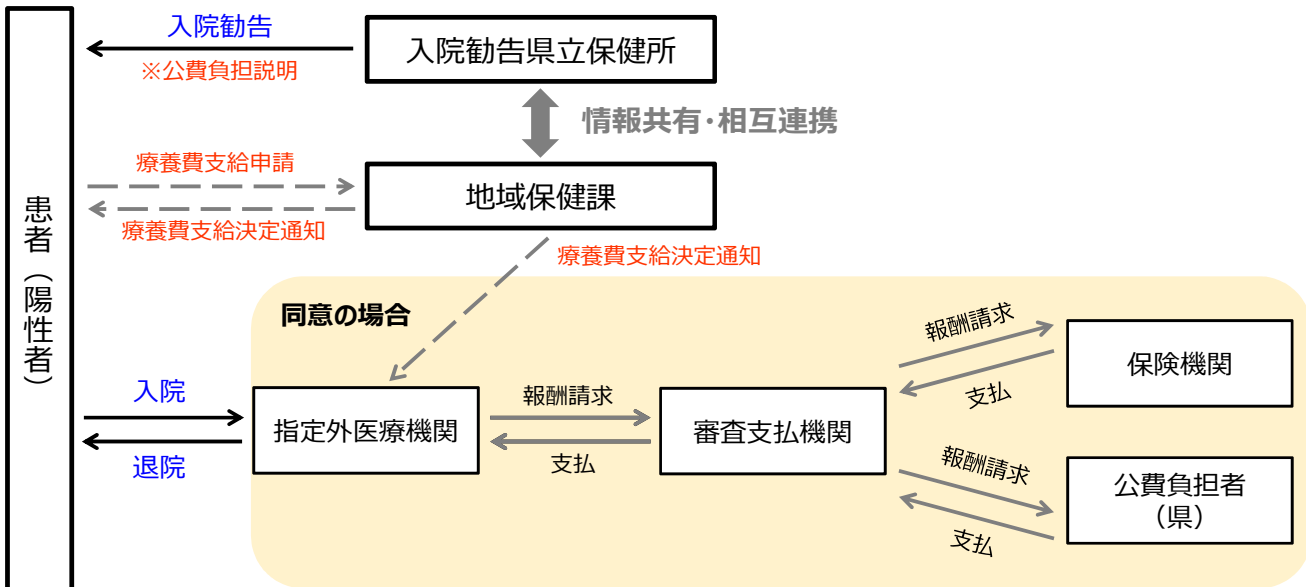 入院勧告
入院勧告県立保健所
※公費負担説明
情報共有・相互連携
療養費支給申請
地域保健課
療養費支給決定通知
療養費支給決定通知
患者（陽性者）
同意の場合
報酬請求
保険機関
支払
入院
指定外医療機関
報酬請求
審査支払機関
退院
支払
報酬請求
公費負担者
（県）
支払